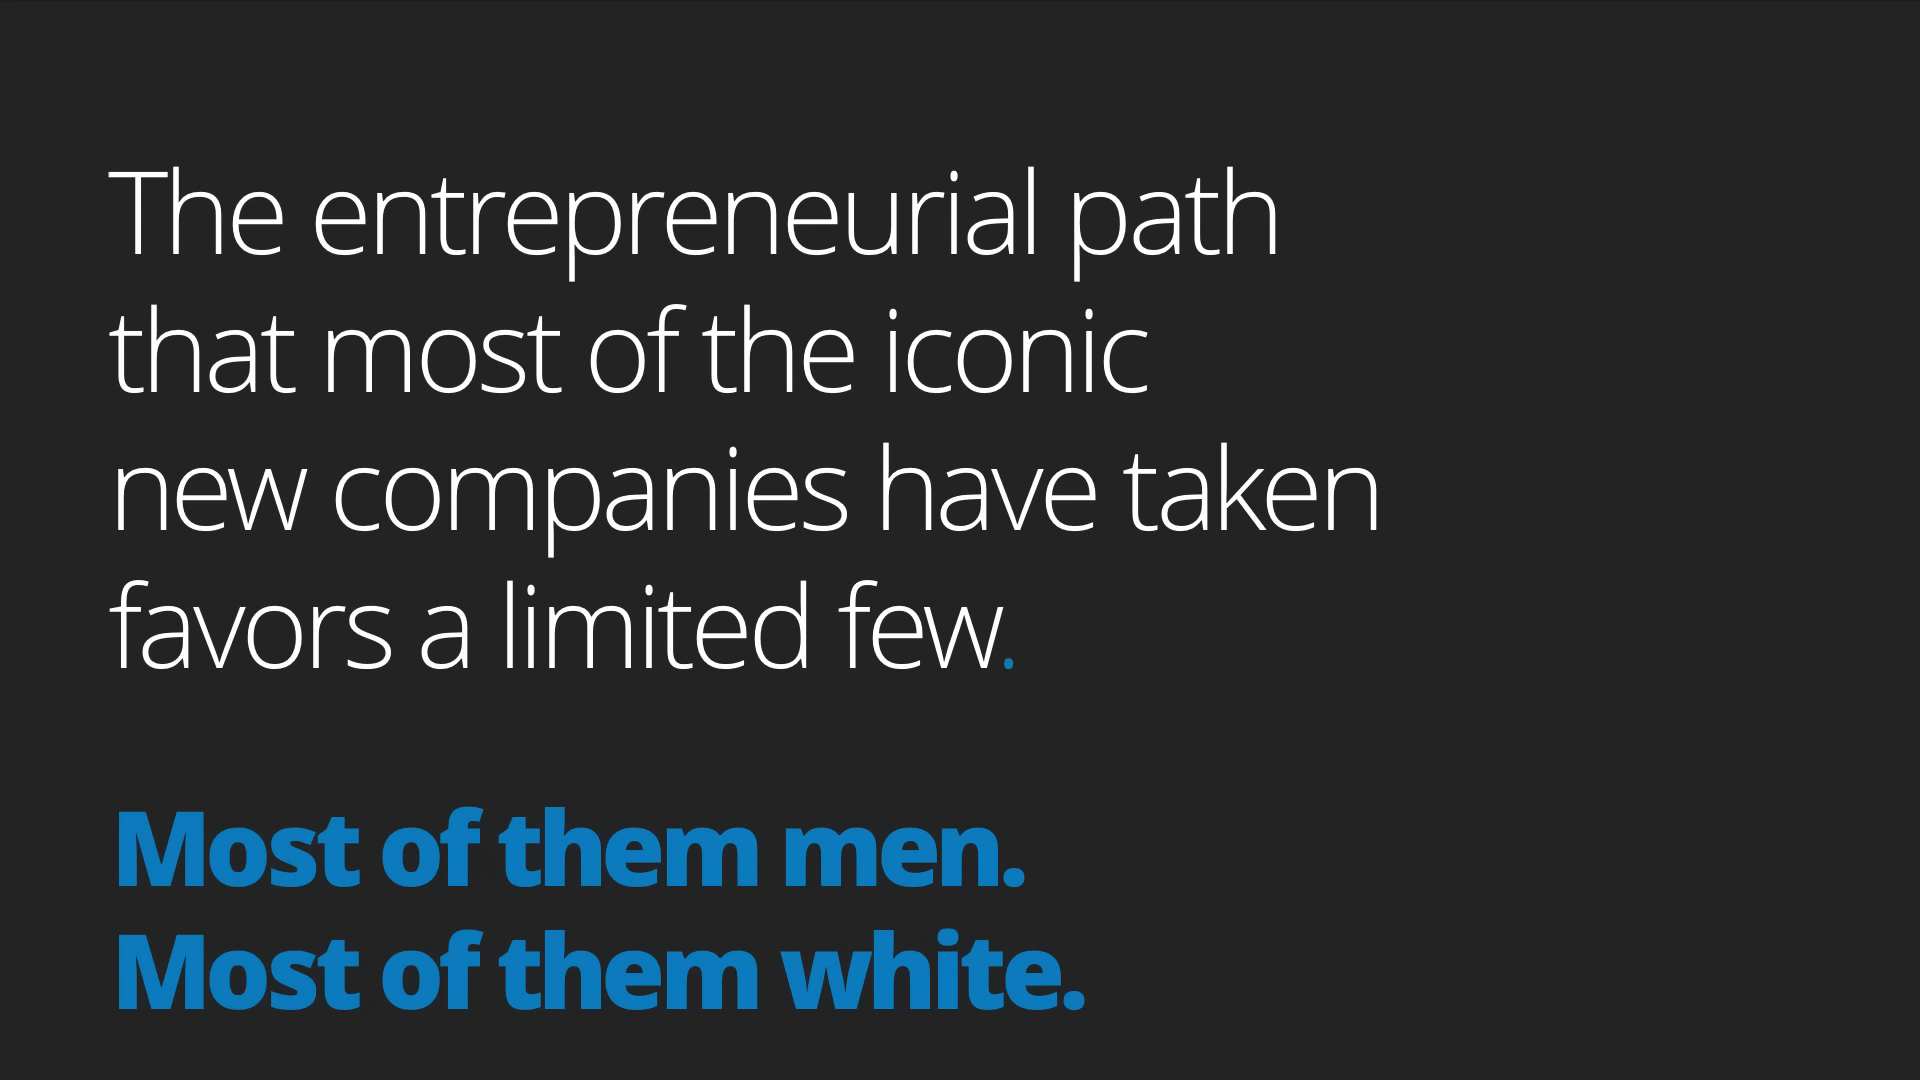 The entrepreneurial path
that most of the iconic
new companies have taken
favors a limited few.
Most of them men.
Most of them white.